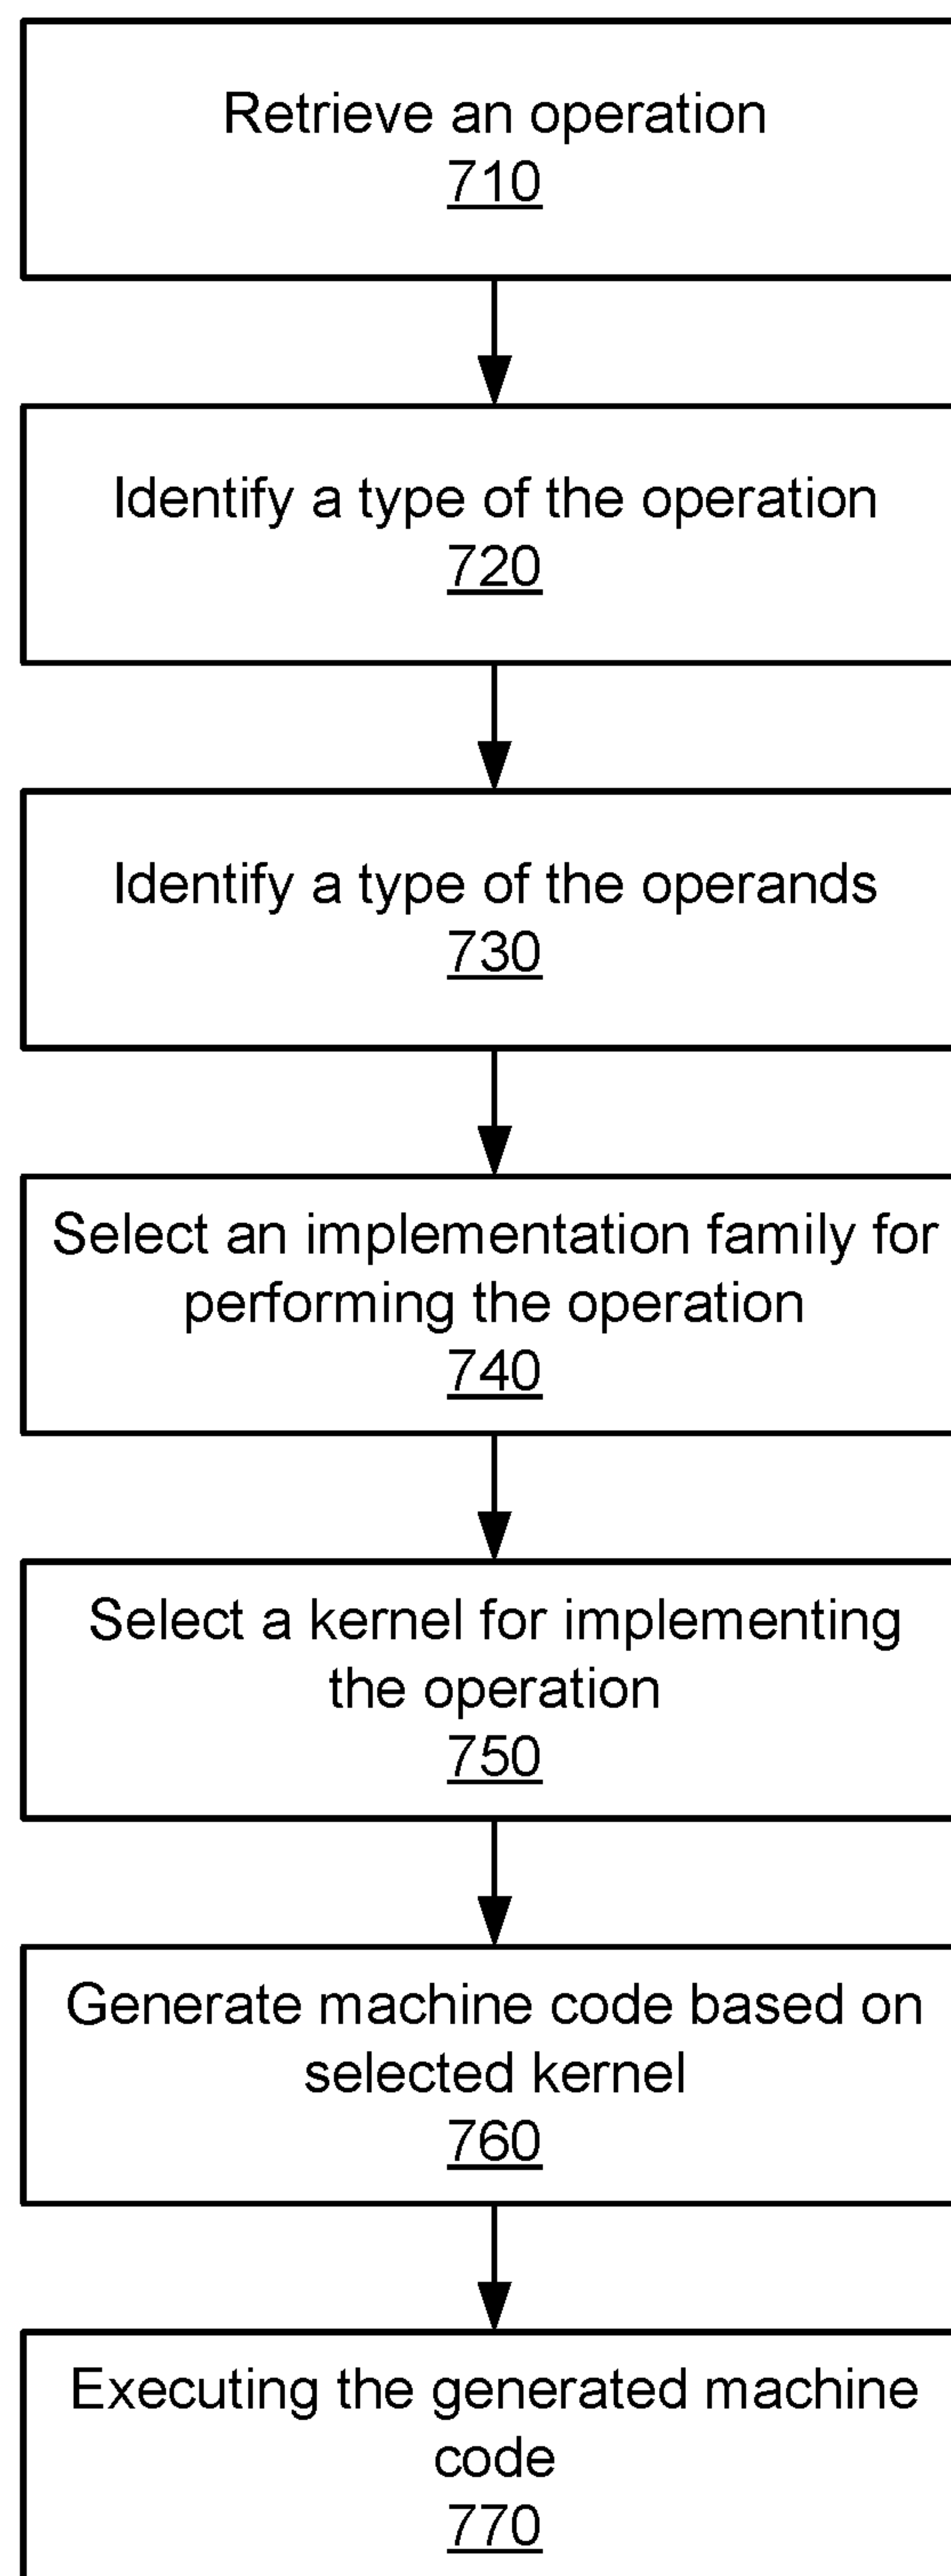 Retrieve an operation
710
Identify a type of the operation
720
Identify a type of the operands
730
Select an implementation family for
performing the operation
740
Select a kernel for implementing
the operation
750
Generate machine code based on
selected kernel
760
Executing the generated machine
code
770